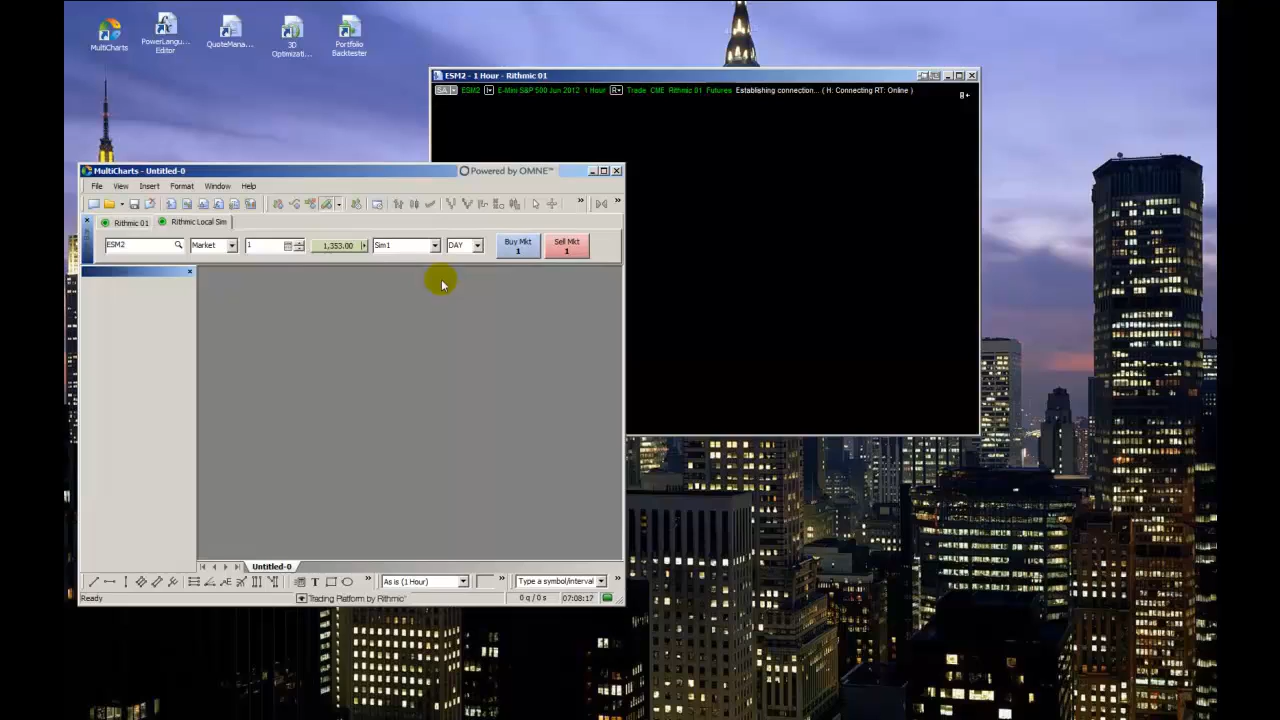 MultiCharts
PowerLangu...
Editor
QuoteMana...
3D
Optimizati...
Portfolio
Backtester
ESM2 - 1 Hour - Rithmic 01
SA ESM2 I E-Mini S&P 500 Jun 2012 1 Hour R Trade CME Rithmic 01 Futures Establishing connection... ( H: Connecting RT: Online )
MultiCharts - Untitled-0
Powered by OMNE™
File View Insert Format Window Help
Rithmic 01 Rithmic Local Sim
ESM2 Market 1 1,353.00 Sim1 DAY
Buy Mkt
1
Sell Mkt
1
Untitled-0
As is (1 Hour)
Type a symbol/interval
Ready
Trading Platform by Rithmic™
0 q / 0 s
07:08:17